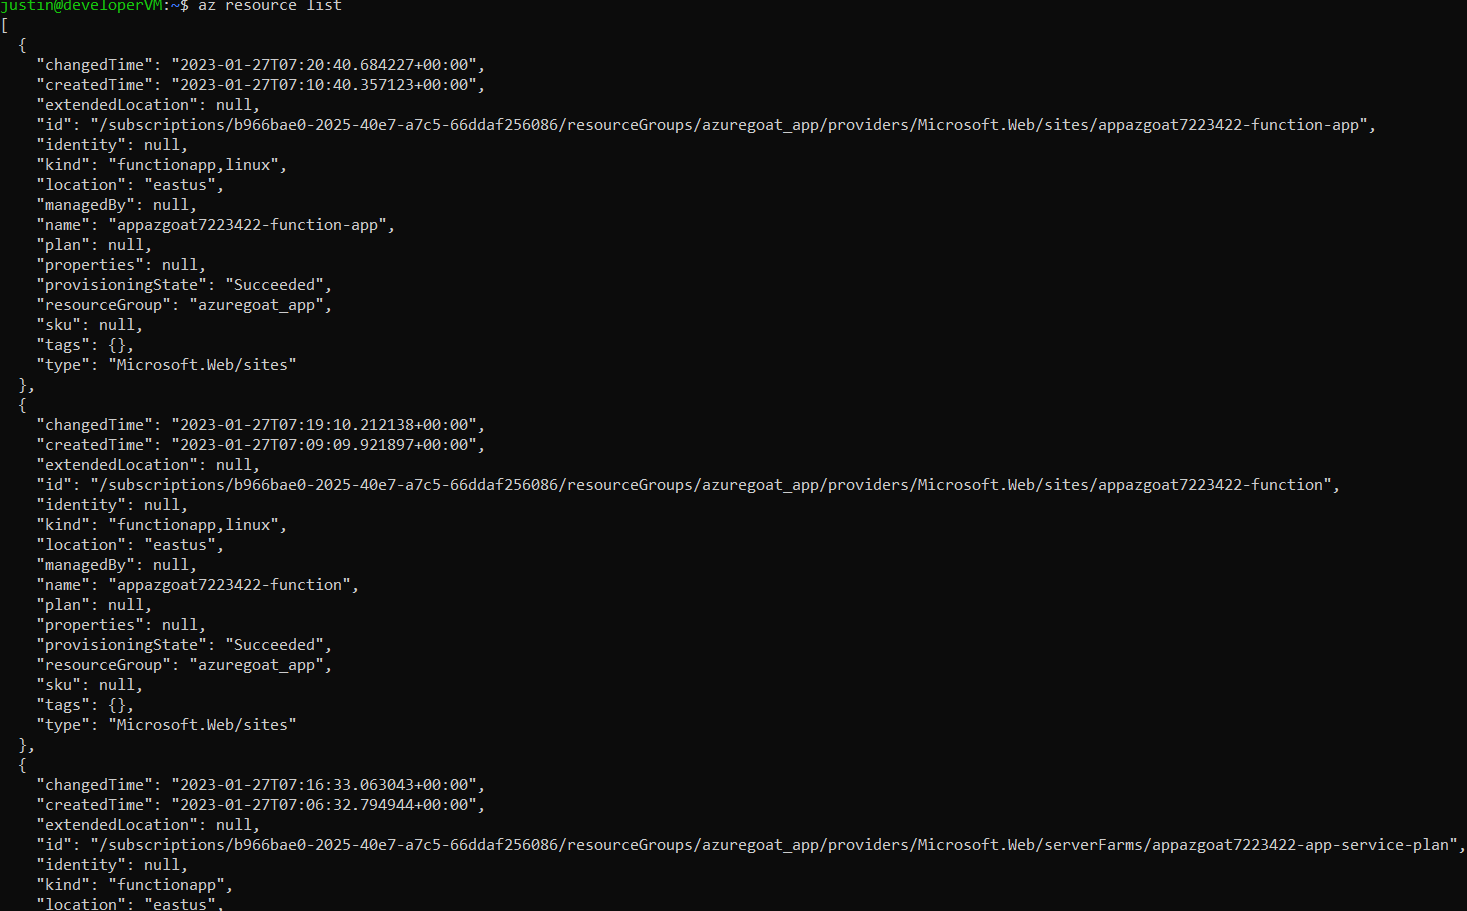 justin@developerVM:~$ az resource list
[
  {
    "changedTime": "2023-01-27T07:20:40.684227+00:00",
    "createdTime": "2023-01-27T07:10:40.357123+00:00",
    "extendedLocation": null,
    "id": "/subscriptions/b966bae0-2025-40e7-a7c5-66ddaf256086/resourceGroups/azuregoat_app/providers/Microsoft.Web/sites/appazgoat7223422-function-app",
    "identity": null,
    "kind": "functionapp,linux",
    "location": "eastus",
    "managedBy": null,
    "name": "appazgoat7223422-function-app",
    "plan": null,
    "properties": null,
    "provisioningState": "Succeeded",
    "resourceGroup": "azuregoat_app",
    "sku": null,
    "tags": {},
    "type": "Microsoft.Web/sites"
  },
  {
    "changedTime": "2023-01-27T07:19:10.212138+00:00",
    "createdTime": "2023-01-27T07:09:09.921897+00:00",
    "extendedLocation": null,
    "id": "/subscriptions/b966bae0-2025-40e7-a7c5-66ddaf256086/resourceGroups/azuregoat_app/providers/Microsoft.Web/sites/appazgoat7223422-function",
    "identity": null,
    "kind": "functionapp,linux",
    "location": "eastus",
    "managedBy": null,
    "name": "appazgoat7223422-function",
    "plan": null,
    "properties": null,
    "provisioningState": "Succeeded",
    "resourceGroup": "azuregoat_app",
    "sku": null,
    "tags": {},
    "type": "Microsoft.Web/sites"
  },
  {
    "changedTime": "2023-01-27T07:16:33.063043+00:00",
    "createdTime": "2023-01-27T07:06:32.794944+00:00",
    "extendedLocation": null,
    "id": "/subscriptions/b966bae0-2025-40e7-a7c5-66ddaf256086/resourceGroups/azuregoat_app/providers/Microsoft.Web/serverFarms/appazgoat7223422-app-service-plan",
    "identity": null,
    "kind": "functionapp",
    "location": "eastus",